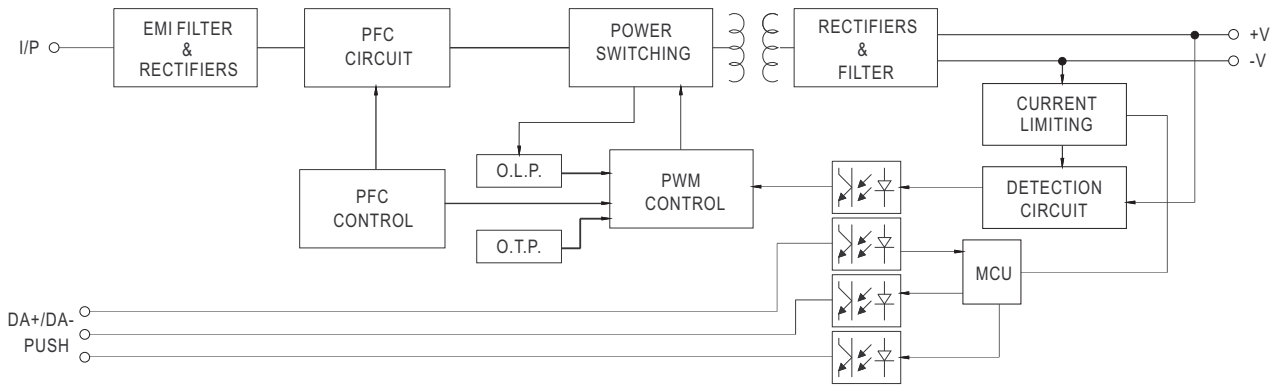 I/P
EMI FILTER
&
RECTIFIERS
PFC
CIRCUIT
POWER
SWITCHING
RECTIFIERS
&
FILTER
+V
-V
CURRENT
LIMITING
O.L.P.
PFC
CONTROL
PWM
CONTROL
DETECTION
CIRCUIT
O.T.P.
MCU
DA+/DA-
PUSH